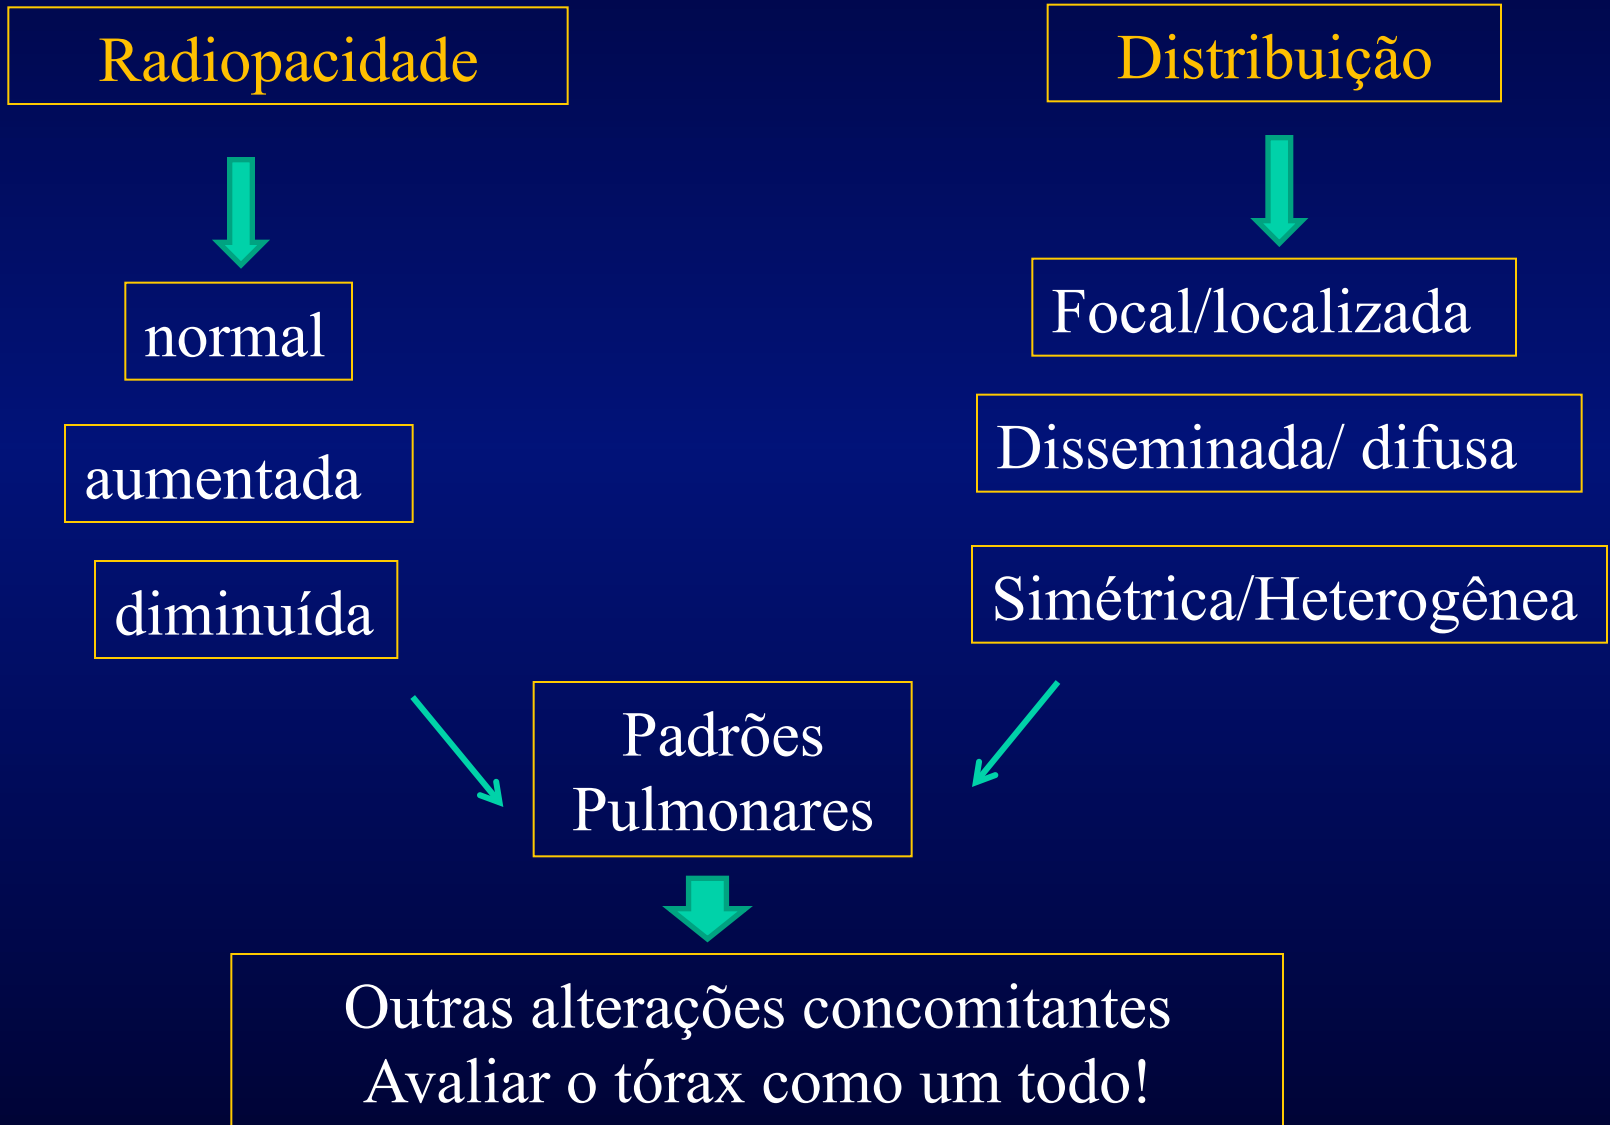 Radiopacidade
normal
aumentada
diminuída
Distribuição
Focal/localizada
Disseminada/ difusa
Simétrica/Heterogênea
Padrões
Pulmonares
Outras alterações concomitantes
Avaliar o tórax como um todo!